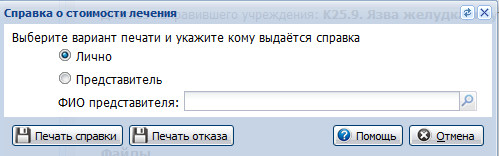 Справка о стоимости лечения
Выберите вариант печати и укажите кому выдаётся справка
Лично
Представитель
ФИО представителя:
Печать справки
Печать отказа
Помощь
Отмена
Файлы